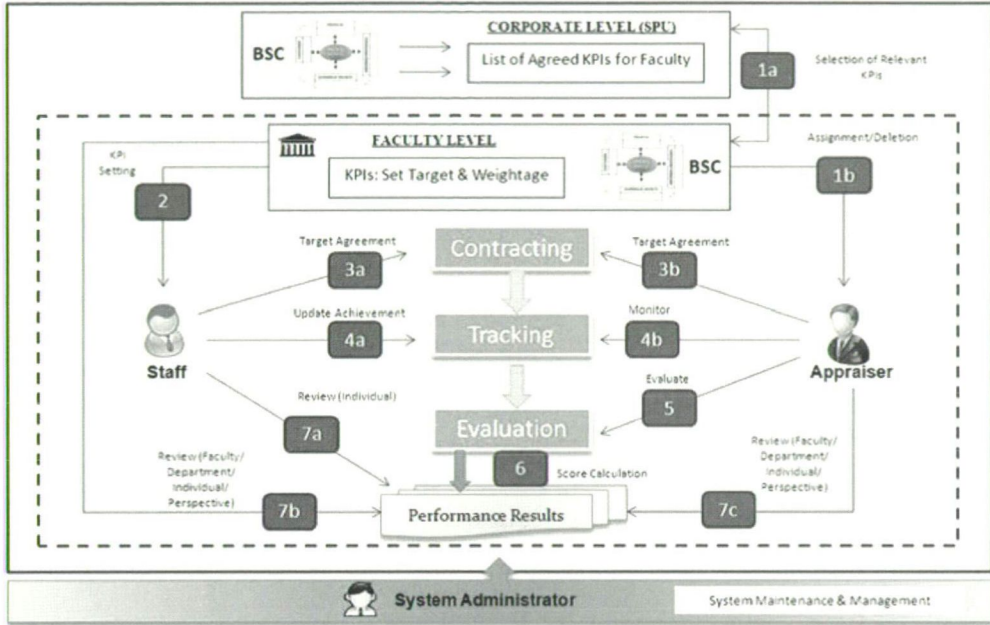 CORPORATE LEVEL (SPU)
BSC
List of Agreed KPIs for Faculty
1a
Selection of Relevant
KPIs
FACULTY LEVEL
KPIs: Set Target & Weightage
BSC
Assignment/Deletion
1b
KPI
Setting
2
Target Agreement
3a
Contracting
Target Agreement
3b
Update Achievement
4a
Tracking
Monitor
4b
Staff
Appraiser
Review (Individual)
7a
Evaluation
Evaluate
5
6
Score Calculation
Review (Faculty/
Department/
Individual/
Perspective)
7b
Performance Results
Review (Faculty/
Department/
Individual/
Perspective)
7c
System Administrator
System Maintenance & Management